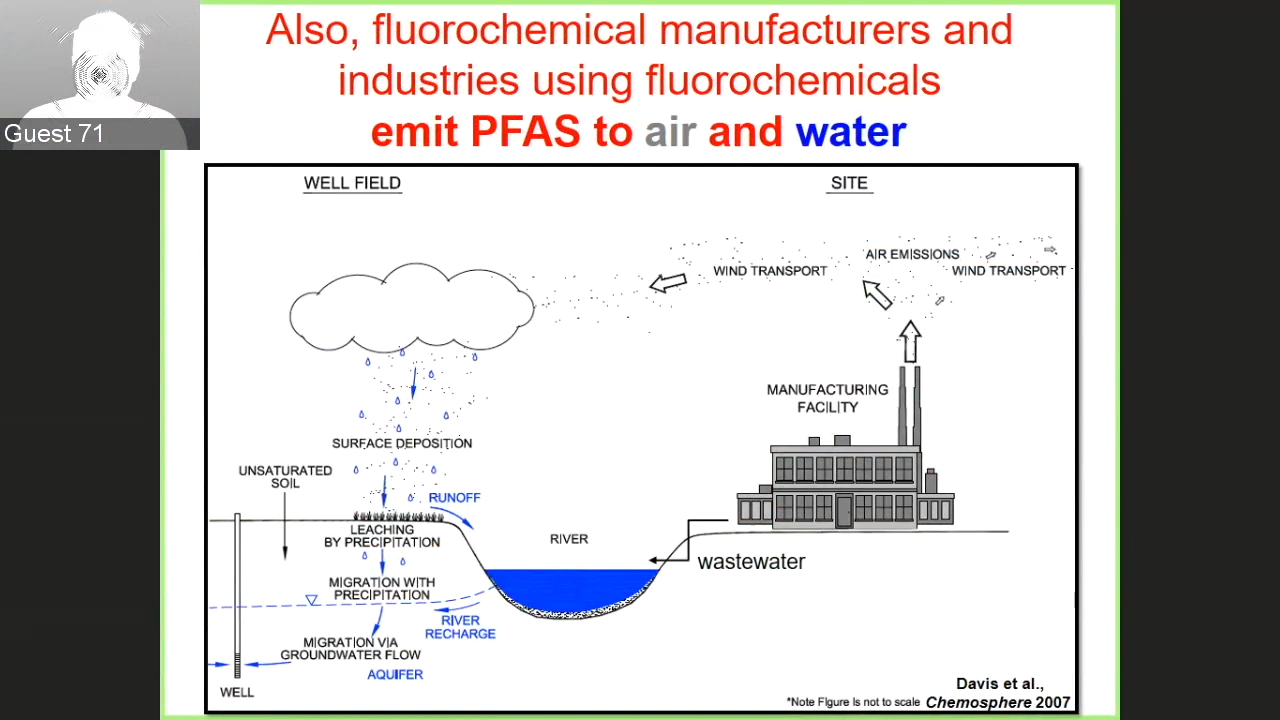 Also, fluorochemical manufacturers and
industries using fluorochemicals
emit PFAS to air and water
Guest 71
WELL FIELD
SITE
AIR EMISSIONS
WIND TRANSPORT
WIND TRANSPORT
MANUFACTURING
FACILITY
SURFACE DEPOSITION
UNSATURATED
SOIL
RUNOFF
LEACHING
BY PRECIPITATION
RIVER
wastewater
MIGRATION WITH
PRECIPITATION
RIVER
RECHARGE
MIGRATION VIA
GROUNDWATER FLOW
AQUIFER
WELL
Davis et al.,
*Note Figure is not to scale
Chemosphere 2007